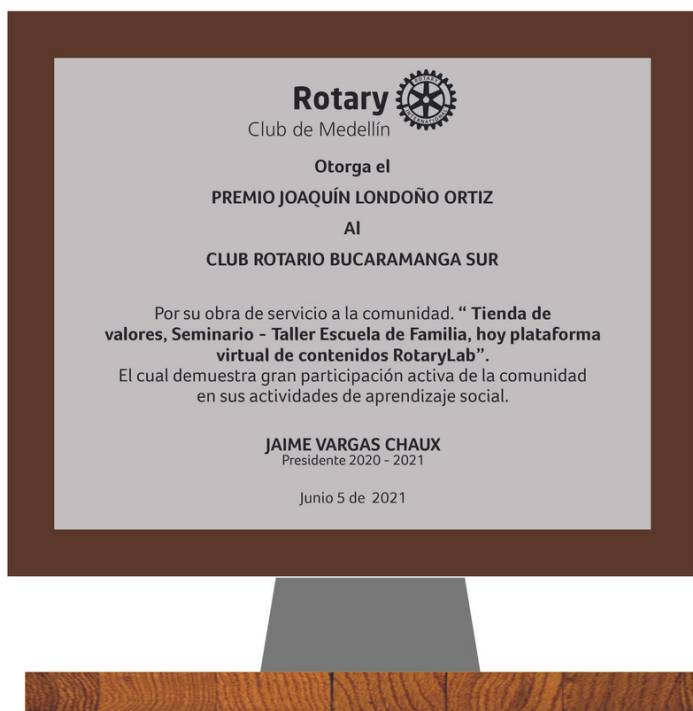 Rotary
Club de Medellín
ROTARY
INTERNATIONAL
Otorga el
PREMIO JOAQUÍN LONDOÑO ORTIZ
Al
CLUB ROTARIO BUCARAMANGA SUR
Por su obra de servicio a la comunidad. “ Tienda de
valores, Seminario - Taller Escuela de Familia, hoy plataforma
virtual de contenidos RotaryLab”.
El cual demuestra gran participación activa de la comunidad
en sus actividades de aprendizaje social.
JAIME VARGAS CHAUX
Presidente 2020 - 2021
Junio 5 de  2021